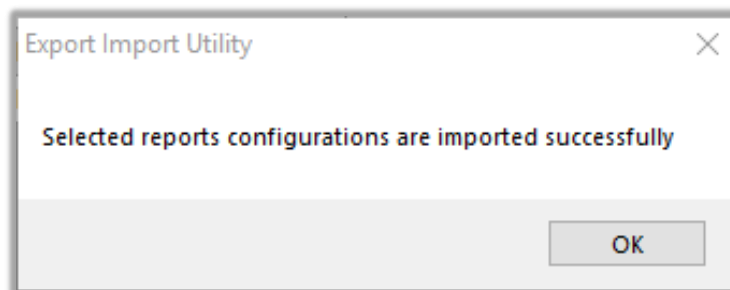 Export Import Utility
Selected reports configurations are imported successfully
OK